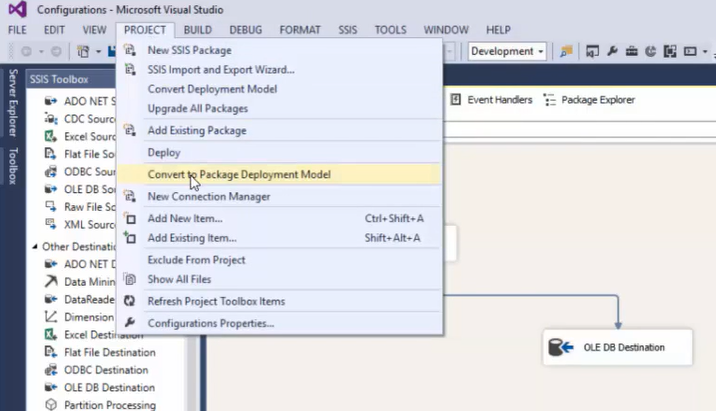 Configurations - Microsoft Visual Studio
FILE EDIT VIEW PROJECT BUILD DEBUG FORMAT SSIS TOOLS WINDOW HELP
Development
Server Explorer
Toolbox
SSIS Toolbox
ADO NET S
CDC Source
Excel Sour
Flat File So
ODBC Sou
OLE DB Sou
Raw File So
XML Source
Other Destinatio
ADO NET D
Data Minin
DataReade
Dimension
Excel Destination
Flat File Destination
ODBC Destination
OLE DB Destination
Partition Processing
New SSIS Package
SSIS Import and Export Wizard...
Convert Deployment Model
Upgrade All Packages
Add Existing Package
Deploy
Convert to Package Deployment Model
New Connection Manager
Add New Item... Ctrl+Shift+A
Add Existing Item... Shift+Alt+A
Exclude From Project
Show All Files
Refresh Project Toolbox Items
Configurations Properties...
Event Handlers
Package Explorer
OLE DB Destination